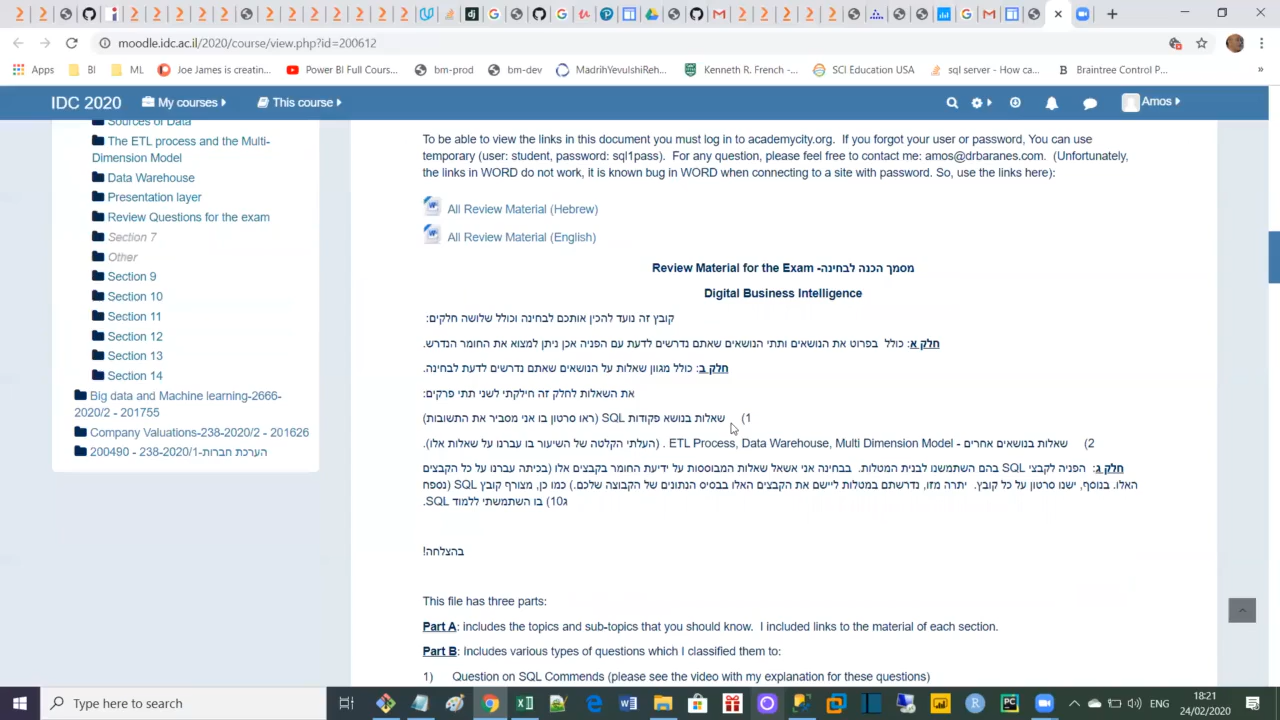 moodle.idc.ac.il/2020/course/view.php?id=200612
Apps
BI
ML
Joe James is creatin...
Power BI Full Cours...
bm-prod
bm-dev
MadrihYevulshiReh...
Kenneth R. French -...
SCI Education USA
sql server - How ca...
Braintree Control P...
»
IDC 2020
My courses
This course
Amos
Sources of Data
The ETL process and the Multi-
Dimension Model
Data Warehouse
Presentation layer
Review Questions for the exam
Section 7
Other
Section 9
Section 10
Section 11
Section 12
Section 13
Section 14
Big data and Machine learning-2666-
2020/2 - 201755
Company Valuations-238-2020/2 - 201626
הערכת חברות-238-2020/1 - 200490
To be able to view the links in this document you must log in to academycity.org. If you forgot your user or password, You can use
temporary (user: student, password: sql1pass). For any question, please feel free to contact me: amos@drbaranes.com. (Unfortunately,
the links in WORD do not work, it is known bug in WORD when connecting to a site with password. So, use the links here):
All Review Material (Hebrew)
All Review Material (English)
מסמך הכנה לבחינה- Review Material for the Exam
Digital Business Intelligence
קובץ זה נועד להכין אותכם לבחינה וכולל שלושה חלקים:
חלק א: כולל בפרוט את הנושאים ותתי הנושאים שאתם נדרשים לדעת עם הפניה אכן ניתן למצוא את החומר הנדרש.
חלק ב: כולל מגוון שאלות על הנושאים שאתם נדרשים לדעת לבחינה.
את השאלות לחלק זה חילקתי לשני תתי פרקים:
1) שאלות בנושא פקודות SQL (ראו סרטון בו אני מסביר את התשובות)
2) שאלות בנושאים אחרים - ETL Process, Data Warehouse, Multi Dimension Model . (העלתי הקלטה של השיעור בו עברנו על שאלות אלו).
חלק ג: הפניה לקבצי SQL בהם השתמשנו לבנית המטלות. בבחינה אני אשאל שאלות המבוססות על ידיעת החומר בקבצים אלו (בכיתה עברנו על כל הקבצים
האלו. בנוסף, ישנו סרטון על כל קובץ. יתרה מזו, נדרשתם במטלות ליישם את הקבצים האלו בבסיס הנתונים של הקבוצה שלכם.) כמו כן, מצורף קובץ SQL (נספח
ג10) בו השתמשתי ללמוד SQL.
בהצלחה!
This file has three parts:
Part A: includes the topics and sub-topics that you should know. I included links to the material of each section.
Part B: Includes various types of questions which I classified them to:
1) Question on SQL Commends (please see the video with my explanation for these questions)
Type here to search
ENG
18:21
24/02/2020